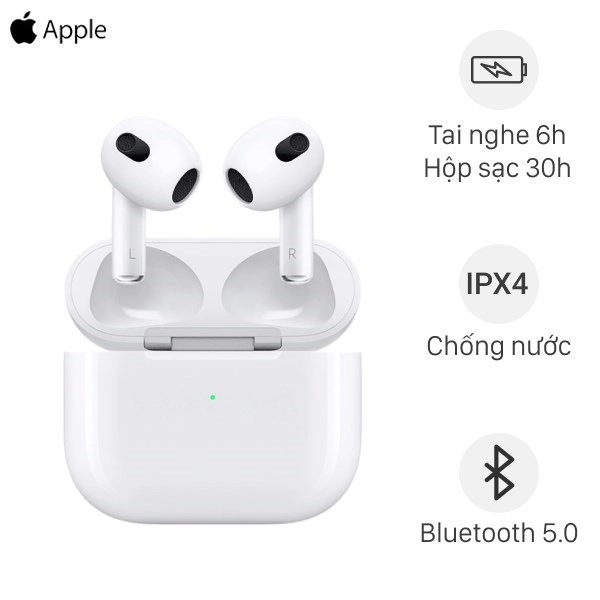 Apple
Tai nghe 6h
Hộp sạc 30h
L
R
IPX4
Chống nước
Bluetooth 5.0